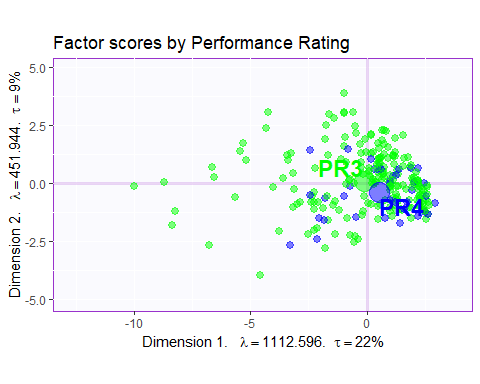 Factor scores by Performance Rating
Dimension 2. λ=451.944. τ=9%
5.0
2.5
0.0
-2.5
-5.0
PR3
PR4
-10
-5
0
Dimension 1. λ=1112.596. τ=22%